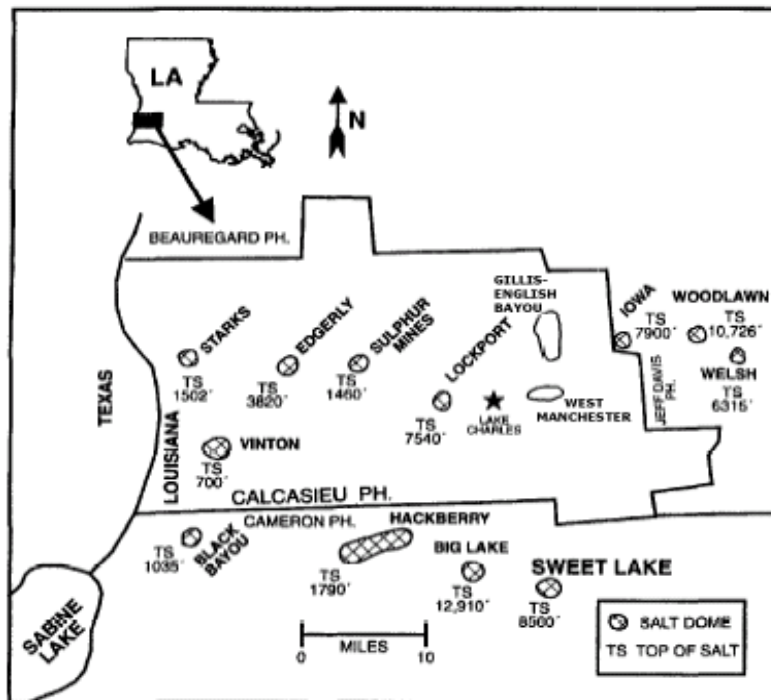 LA
N
BEAUREGARD PH.
GILLIS-
ENGLISH
BAYOU
IOWA
TS
7900'
WOODLAWN
TS
10,726'
STARKS
TS
1502'
EDGERLY
TS
3820'
SULPHUR
MINES
TS
1460'
LOCKPORT
TS
7540'
LAKE
CHARLES
WEST
MANCHESTER
JEFF DAVIS
PH.
WELSH
TS
6315'
TEXAS
LOUISIANA
VINTON
TS
700'
CALCASIEU PH.
CAMERON PH.
BLACK
BAYOU
TS
1035'
HACKBERRY
TS
1790'
BIG LAKE
TS
12,910'
SWEET LAKE
TS
8500'
SABINE
LAKE
MILES
0 10
SALT DOME
TS TOP OF SALT